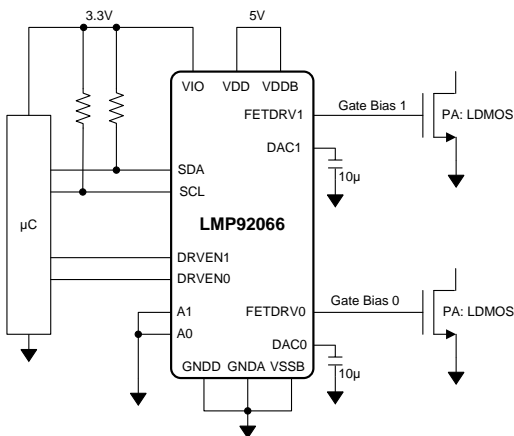 3.3V 5V
VIO VDD VDDB
FETDRV1 Gate Bias 1 PA: LDMOS
DAC1
10µ
SDA
SCL
LMP92066
µC
DRVEN1
DRVEN0
A1 FETDRV0 Gate Bias 0 PA: LDMOS
A0
DAC0
10µ
GNDD GNDA VSSB